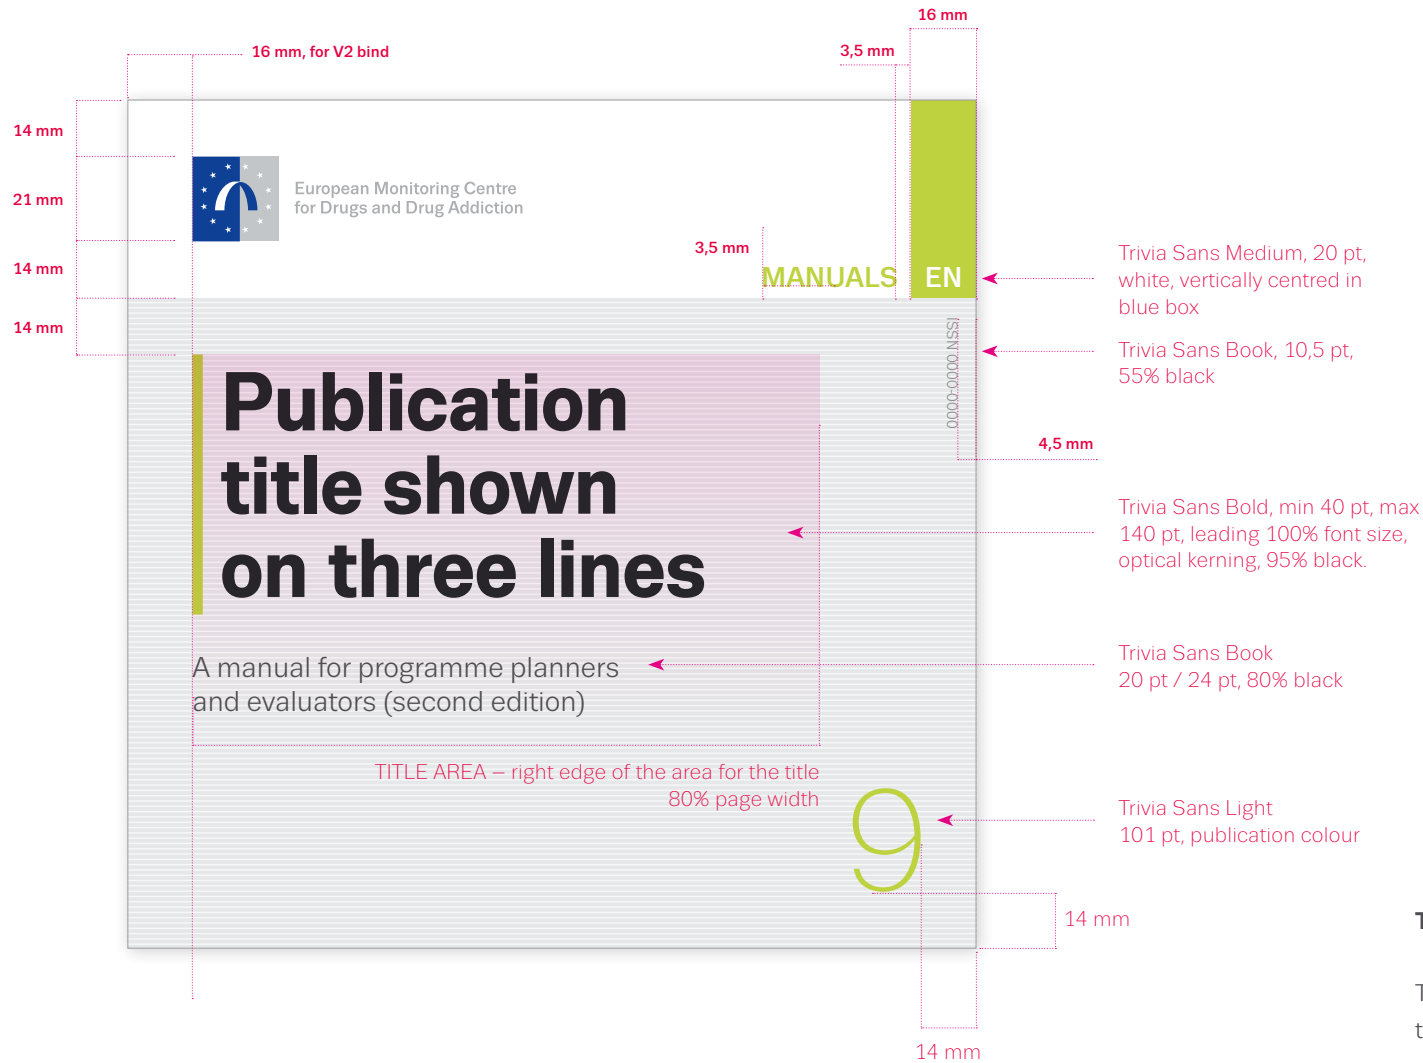 16 mm
16 mm, for V2 bind
3,5 mm
14 mm
21 mm
14 mm
14 mm
European Monitoring Centre
for Drugs and Drug Addiction
3,5 mm
MANUALS
EN
Trivia Sans Medium, 20 pt,
white, vertically centred in
blue box
ISSN 0000-0000
Trivia Sans Book, 10,5 pt,
55% black
4,5 mm
Publication
title shown
on three lines
Trivia Sans Bold, min 40 pt, max
140 pt, leading 100% font size,
optical kerning, 95% black.
A manual for programme planners
and evaluators (second edition)
Trivia Sans Book
20 pt / 24 pt, 80% black
TITLE AREA – right edge of the area for the title
80% page width
9
Trivia Sans Light
101 pt, publication colour
14 mm
14 mm